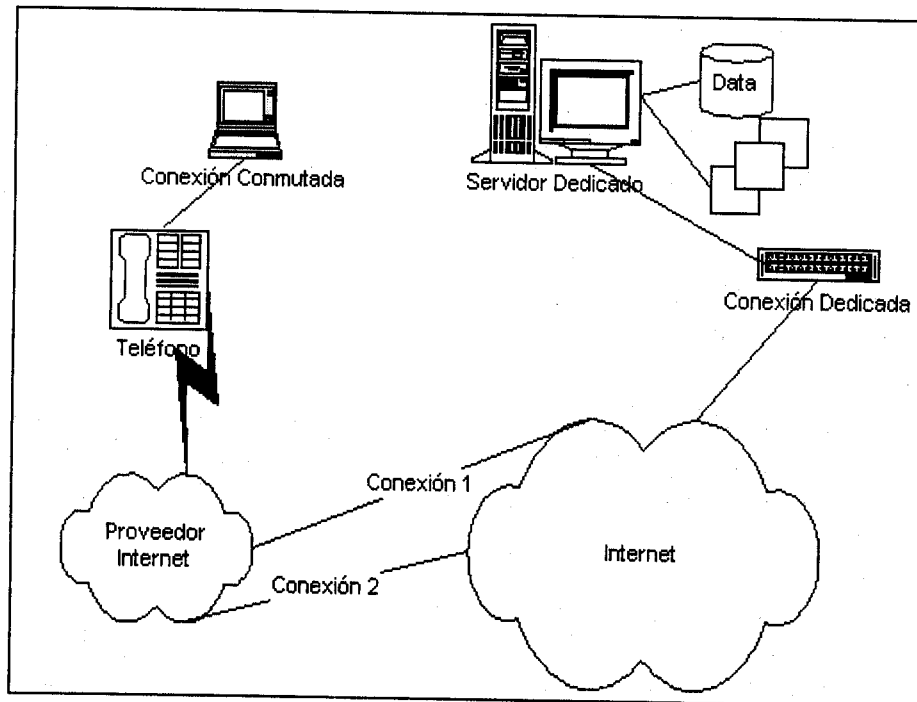 Data
Conexión Conmutada
Servidor Dedicado
Conexión Dedicada
Teléfono
Conexión 1
Proveedor
Internet
Internet
Conexión 2